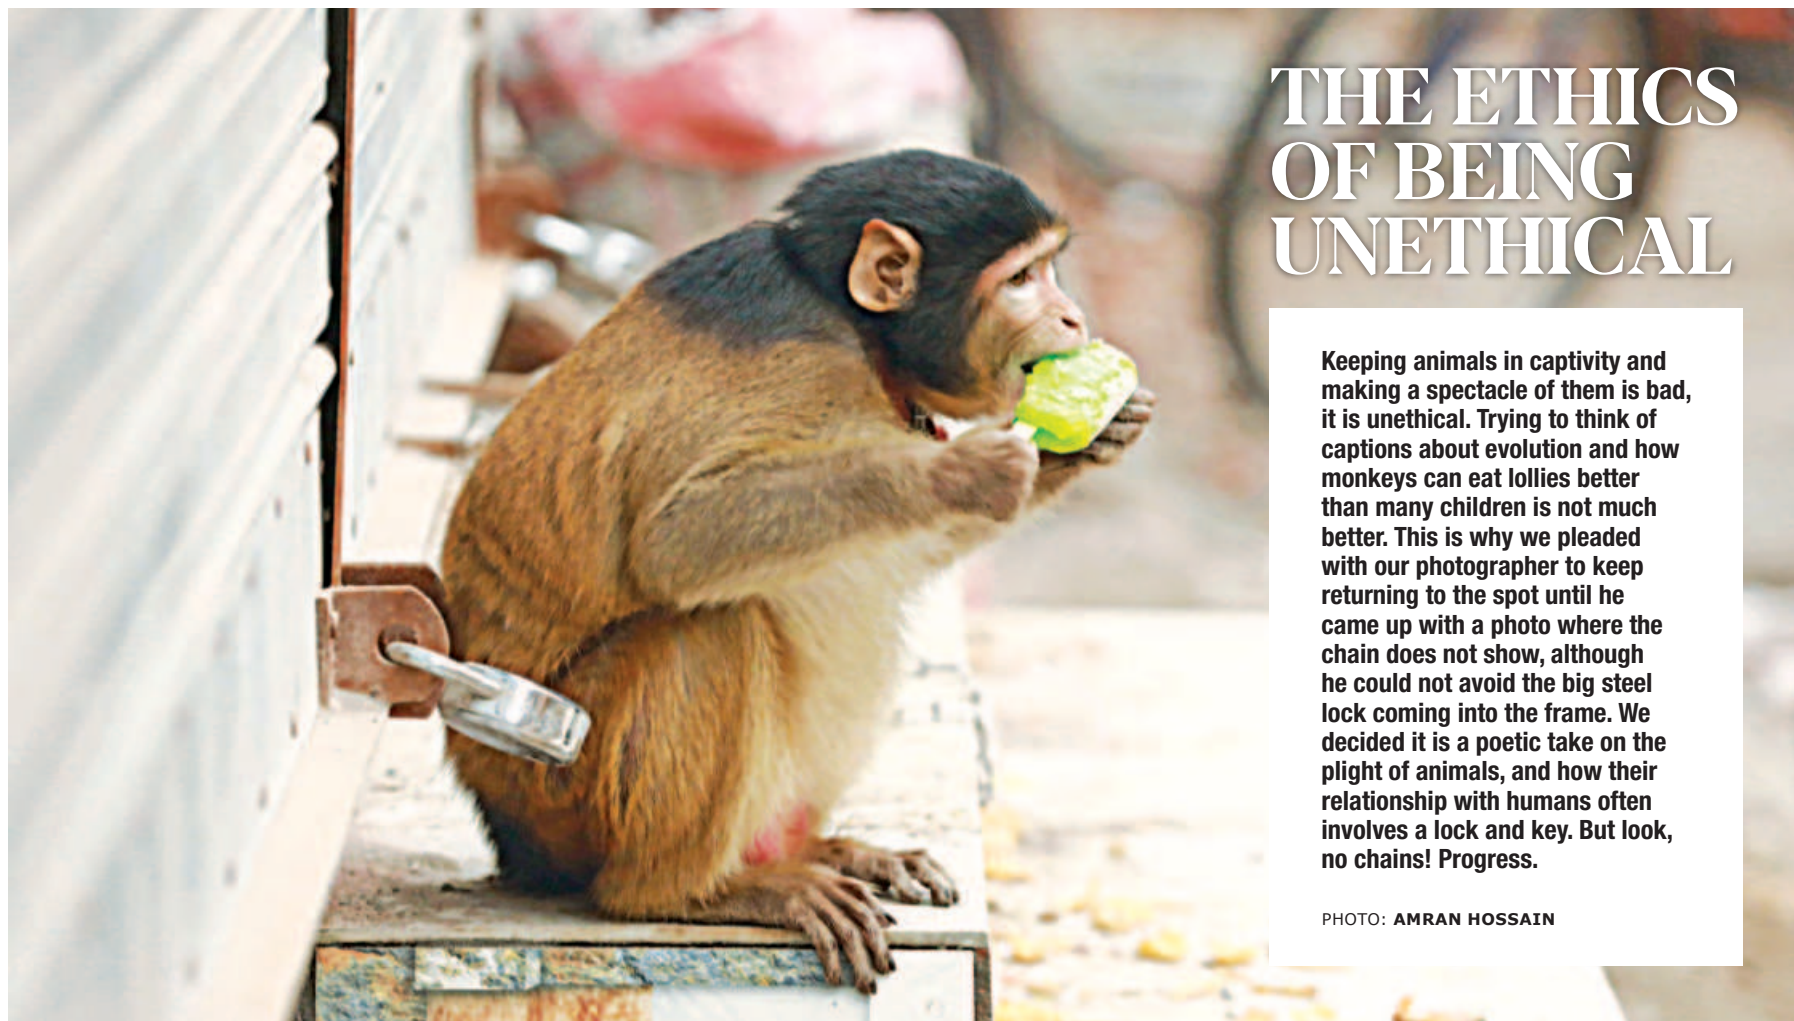 THE ETHICS
OF BEING
UNETHICAL
Keeping animals in captivity and
making a spectacle of them is bad,
it is unethical. Trying to think of
captions about evolution and how
monkeys can eat lollies better
than many children is not much
better. This is why we pleaded
with our photographer to keep
returning to the spot until he
came up with a photo where the
chain does not show, although
he could not avoid the big steel
lock coming into the frame. We
decided it is a poetic take on the
plight of animals, and how their
relationship with humans often
involves a lock and key. But look,
no chains! Progress.
PHOTO: AMRAN HOSSAIN